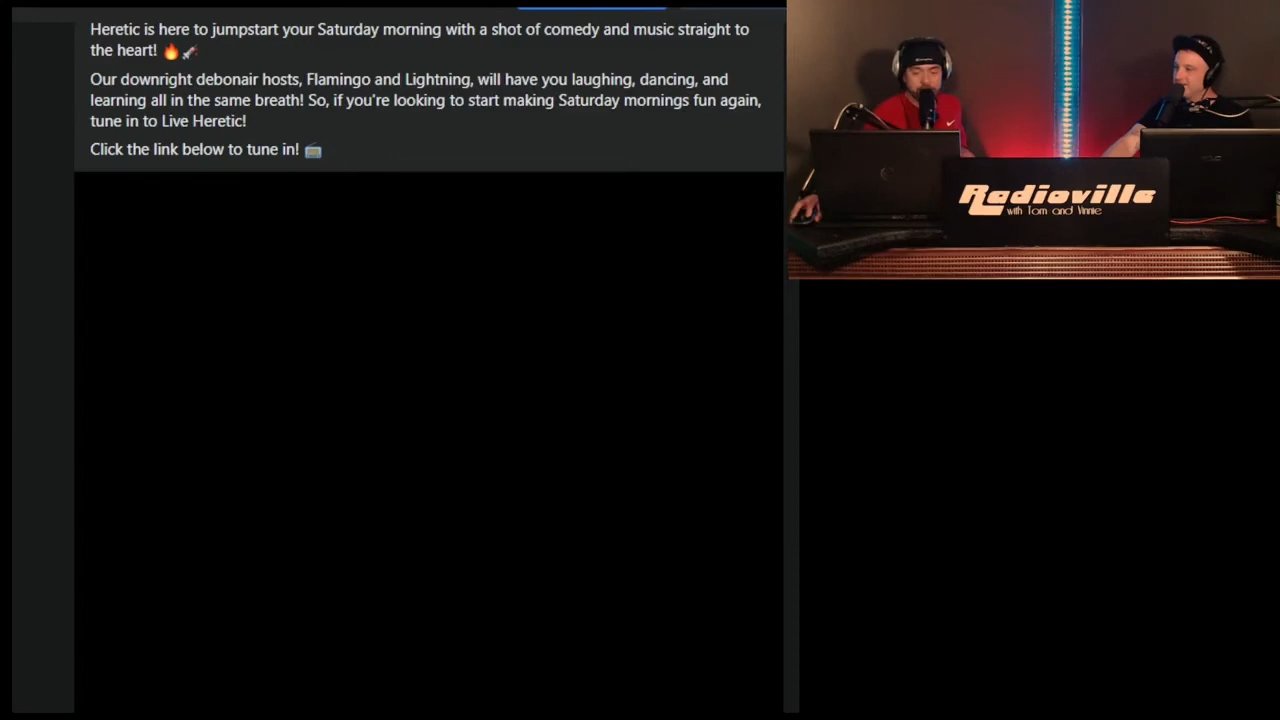 Heretic is here to jumpstart your Saturday morning with a shot of comedy and music straight to
the heart! 🔥💉
Our downright debonair hosts, Flamingo and Lightning, will have you laughing, dancing, and
learning all in the same breath! So, if you're looking to start making Saturday mornings fun again,
tune in to Live Heretic!
Click the link below to tune in! 📻
Radioville
with Tom and Vinnie